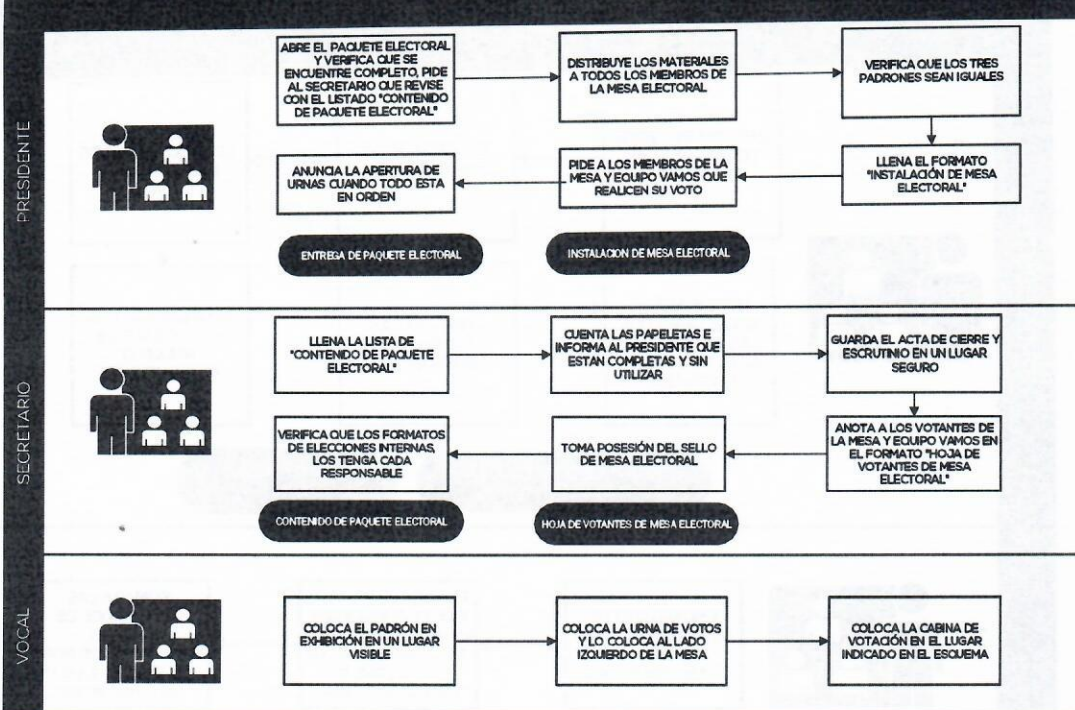 PRESIDENTE
ABRE EL PAQUETE ELECTORAL
Y VERIFICA QUE SE
ENCUENTRE COMPLETO, PIDE
AL SECRETARIO QUE REVISE
CON EL LISTADO "CONTENIDO
DE PAQUETE ELECTORAL"
DISTRIBUYE LOS MATERIALES
A TODOS LOS MIEMBROS DE
LA MESA ELECTORAL
VERIFICA QUE LOS TRES
PADRONES SEAN IGUALES
LLENA EL FORMATO
"INSTALACIÓN DE MESA
ELECTORAL"
PIDE A LOS MIEMBROS DE LA
MESA Y EQUIPO VAMOS QUE
REALICEN SU VOTO
ANUNCIA LA APERTURA DE
URNAS CUANDO TODO ESTA
EN ORDEN
ENTREGA DE PAQUETE ELECTORAL
INSTALACION DE MESA ELECTORAL
SECRETARIO
LLENA LA LISTA DE
"CONTENIDO DE PAQUETE
ELECTORAL"
CUENTA LAS PAPELETAS E
INFORMA AL PRESIDENTE QUE
ESTAN COMPLETAS Y SIN
UTILIZAR
GUARDA EL ACTA DE CIERRE Y
ESCRUTINIO EN UN LUGAR
SEGURO
ANOTA A LOS VOTANTES DE
LA MESA Y EQUIPO VAMOS EN
EL FORMATO "HOJA DE
VOTANTES DE MESA
ELECTORAL"
TOMA POSESIÓN DEL SELLO
DE MESA ELECTORAL
VERIFICA QUE LOS FORMATOS
DE ELECCIONES INTERNAS,
LOS TENGA CADA
RESPONSABLE
CONTENIDO DE PAQUETE ELECTORAL
HOJA DE VOTANTES DE MESA ELECTORAL
VOCAL
COLOCA EL PADRÓN EN
EXHIBICIÓN EN UN LUGAR
VISIBLE
COLOCA LA URNA DE VOTOS
Y LO COLOCA AL LADO
IZQUIERDO DE LA MESA
COLOCA LA CABINA DE
VOTACIÓN EN EL LUGAR
INDICADO EN EL ESQUEMA